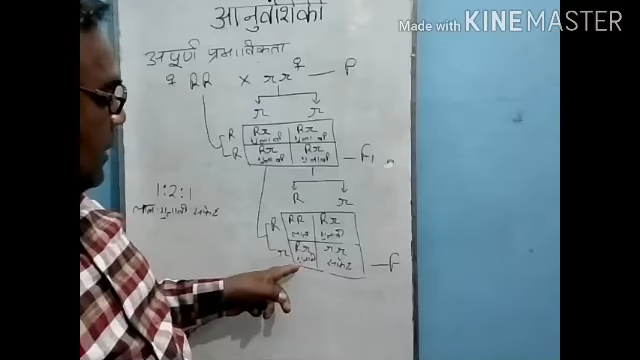 आनुवंशिकी
Made with KINEMASTER
अपूर्ण प्रभाविकता
♀ RR × rr ♀ — P
r r
R Rr Rr
गुलाबी गुलाबी
R Rr Rr — F1
गुलाबी गुलाबी
R r
1:2:1
लाल गुलाबी सफेद
R RR Rr
लाल गुलाबी
r Rr rr — F
गुलाबी सफेद